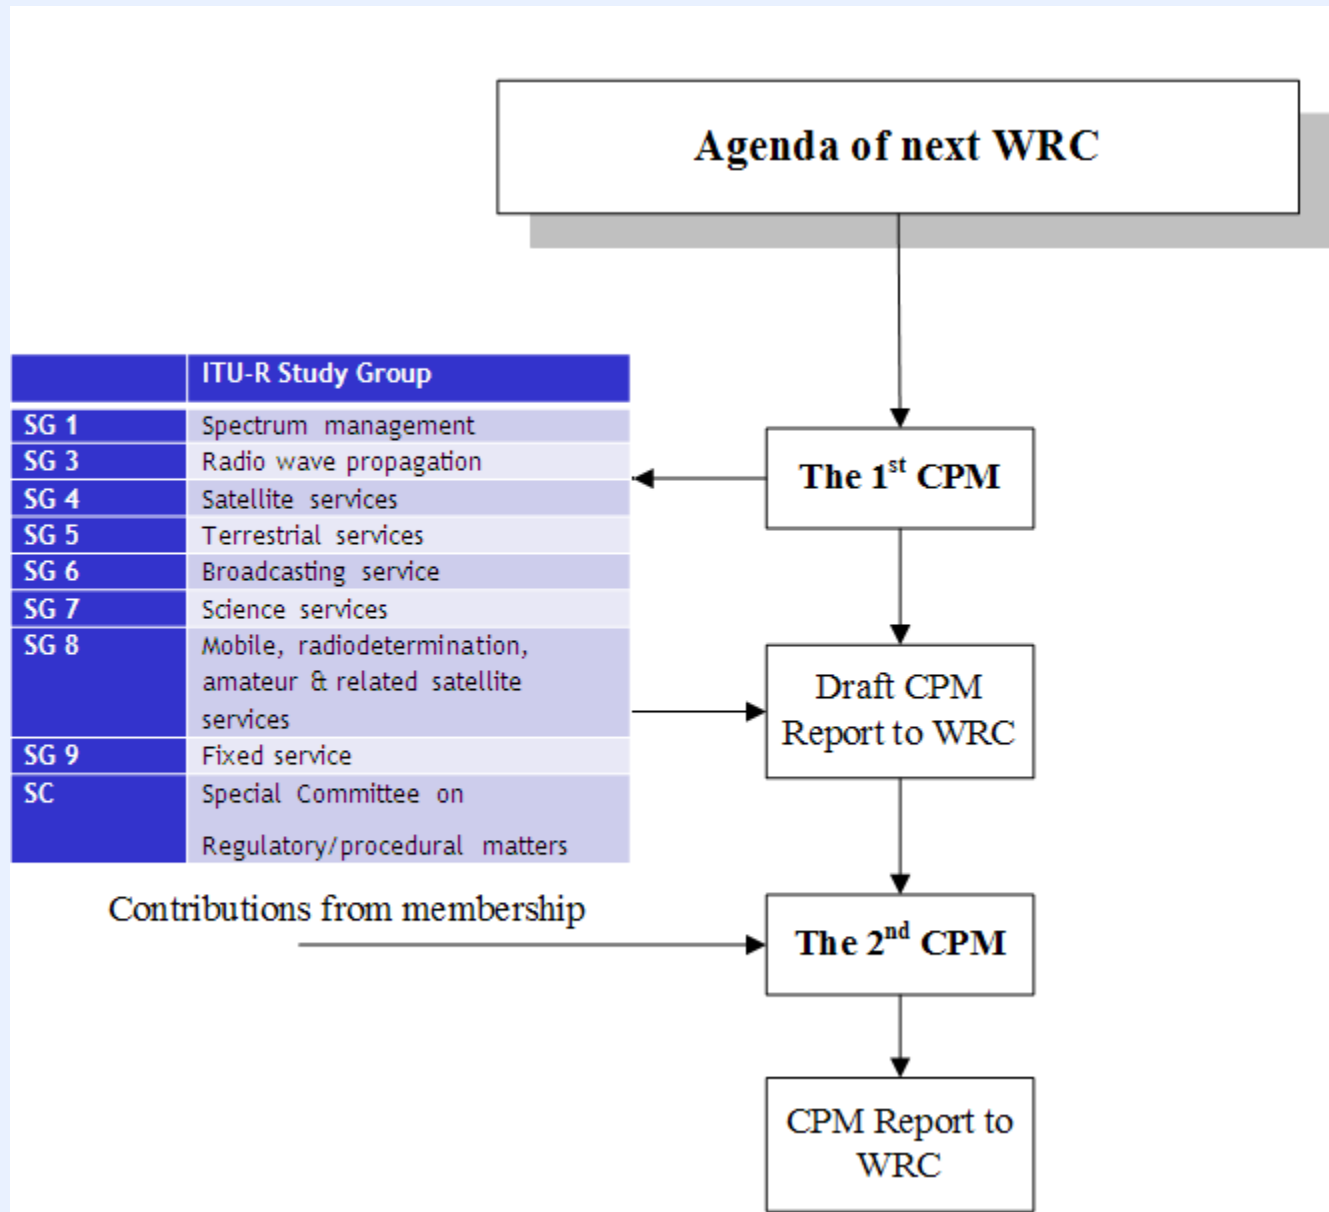 Agenda of next WRC
ITU-R Study Group
SG 1 Spectrum management
SG 3 Radio wave propagation
SG 4 Satellite services
SG 5 Terrestrial services
SG 6 Broadcasting service
SG 7 Science services
SG 8 Mobile, radiodetermination,
amateur & related satellite
services
SG 9 Fixed service
SC Special Committee on
Regulatory/procedural matters
The 1st CPM
Draft CPM
Report to WRC
Contributions from membership
The 2nd CPM
CPM Report to
WRC